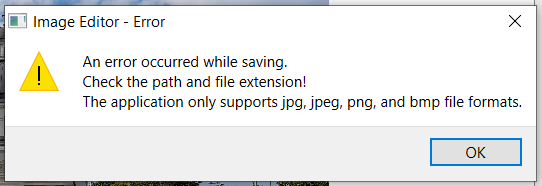 Image Editor - Error
An error occurred while saving.
Check the path and file extension!
The application only supports jpg, jpeg, png, and bmp file formats.
OK